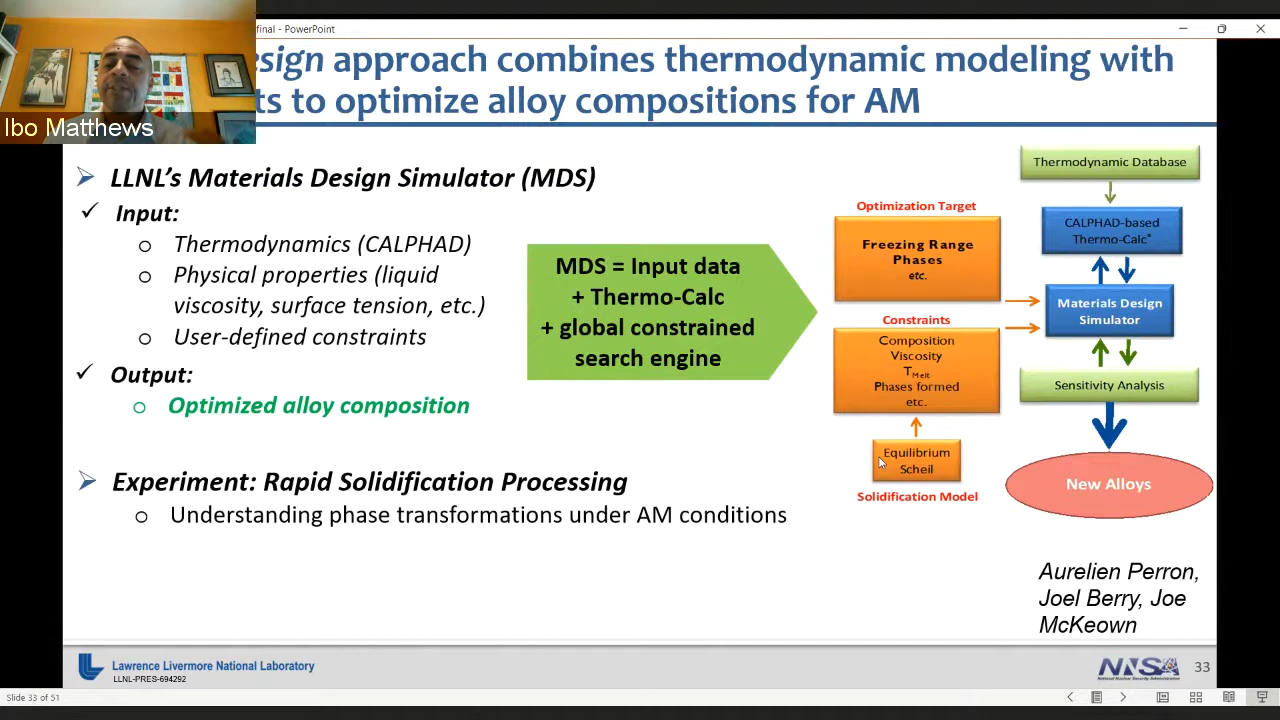 final - PowerPoint
Ibo Matthews
esign approach combines thermodynamic modeling with
ts to optimize alloy compositions for AM
LLNL's Materials Design Simulator (MDS)
Input:
Thermodynamics (CALPHAD)
Physical properties (liquid
viscosity, surface tension, etc.)
User-defined constraints
Output:
Optimized alloy composition
Experiment: Rapid Solidification Processing
Understanding phase transformations under AM conditions
MDS = Input data
+ Thermo-Calc
+ global constrained
search engine
Optimization Target
Freezing Range
Phases
etc.
Constraints
Composition
Viscosity
TMelt
Phases formed
etc.
Equilibrium
Scheil
Solidification Model
Thermodynamic Database
CALPHAD-based
Thermo-Calc®
Materials Design
Simulator
Sensitivity Analysis
New Alloys
Aurelien Perron,
Joel Berry, Joe
McKeown
Lawrence Livermore National Laboratory
LLNL-PRES-694292
NNSA
National Nuclear Security Administration
33
Slide 33 of 51